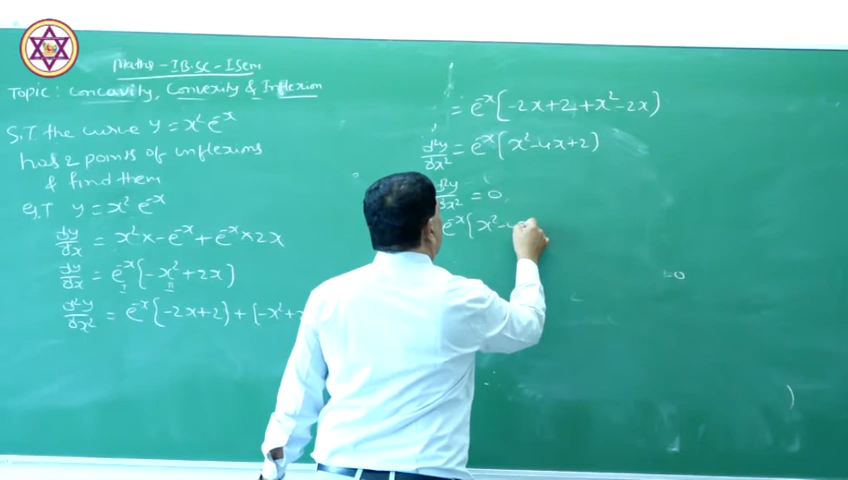 Maths - I B.Sc - I Sem
Topic : concavity, Convexity & Inflexion
S.T the curve y = x² e^-x
has 2 points of inflexions
& find them
G.T y = x² e^-x
dy/dx = x² x - e^-x + e^-x × 2x
dy/dx = e^-x [-x² + 2x]
d²y/dx² = e^-x [-2x + 2] + [-x² +
= e^-x [-2x + 2 + x² - 2x]
d²y/dx² = e^-x [x² - 4x + 2]
d²y/dx² = 0
e^-x [x² -
=0